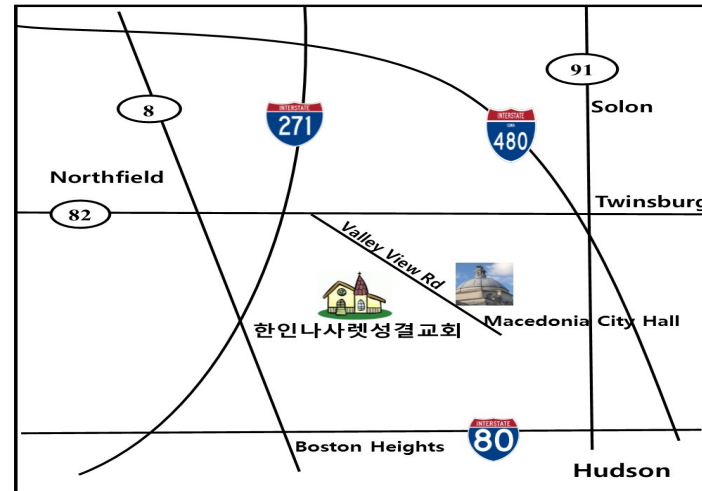 91
Solon
8
INTERSTATE
271
INTERSTATE
480
Northfield
82
Twinsburg
Valley View Rd
Macedonia City Hall
한인나사렛성결교회
INTERSTATE
80
Boston Heights
Hudson